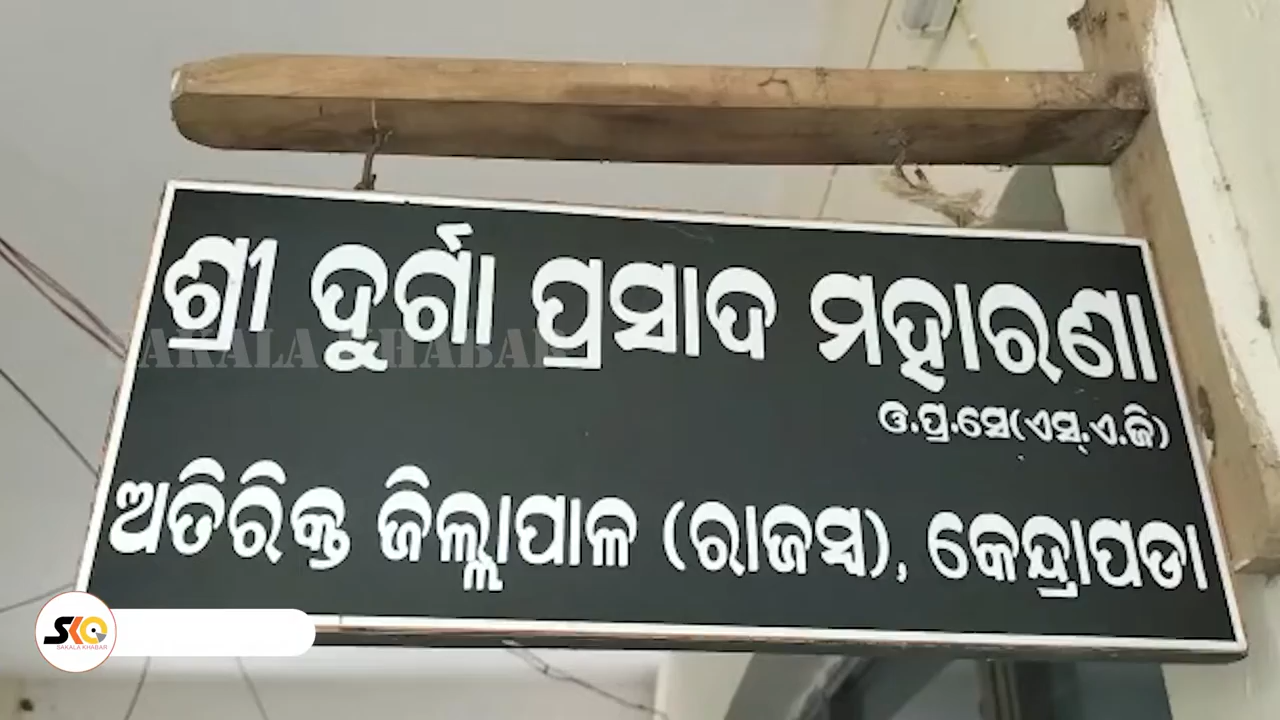 ଶ୍ରୀ ଦୁର୍ଗା ପ୍ରସାଦ ମହାରଣା
ଓ.ପ୍ର.ସେ(ଏସ୍.ଏ.ଜି)
ଅତିରିକ୍ତ ଜିଲ୍ଲାପାଳ (ରାଜସ୍ୱ), କେନ୍ଦ୍ରାପଡା
SAKALA KHABAR
SAKALA KHABAR